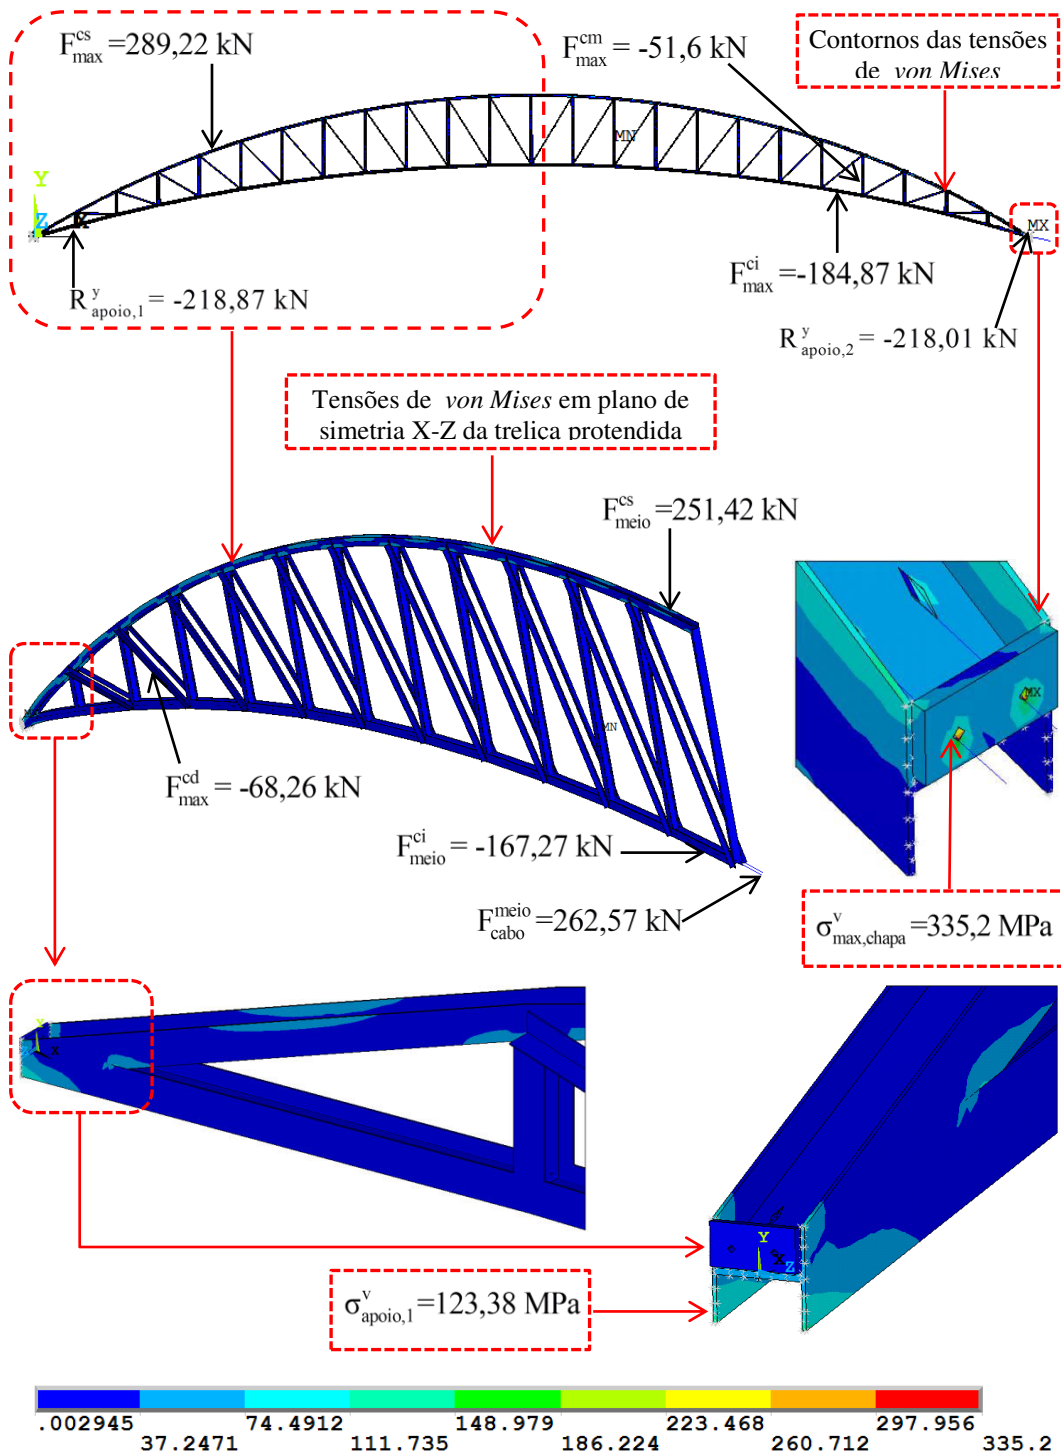 F^cs_max =289,22 kN
F^cm_max = -51,6 kN
Contornos das tensões
de von Mises
MN
Y
Z
X
MX
F^ci_max =-184,87 kN
R^y_apoio,1 = -218,87 kN
R^y_apoio,2 = -218,01 kN
Tensões de von Mises em plano de
simetria X-Z da trelica protendida
F^cs_meio =251,42 kN
MX
MN
F^cd_max = -68,26 kN
F^ci_meio = -167,27 kN
F^meio_cabo =262,57 kN
σ^v_max,chapa =335,2 MPa
Y
X
Y
X
Z
σ^v_apoio,1 =123,38 MPa
.002945 74.4912 148.979 223.468 297.956
37.2471 111.735 186.224 260.712 335.2